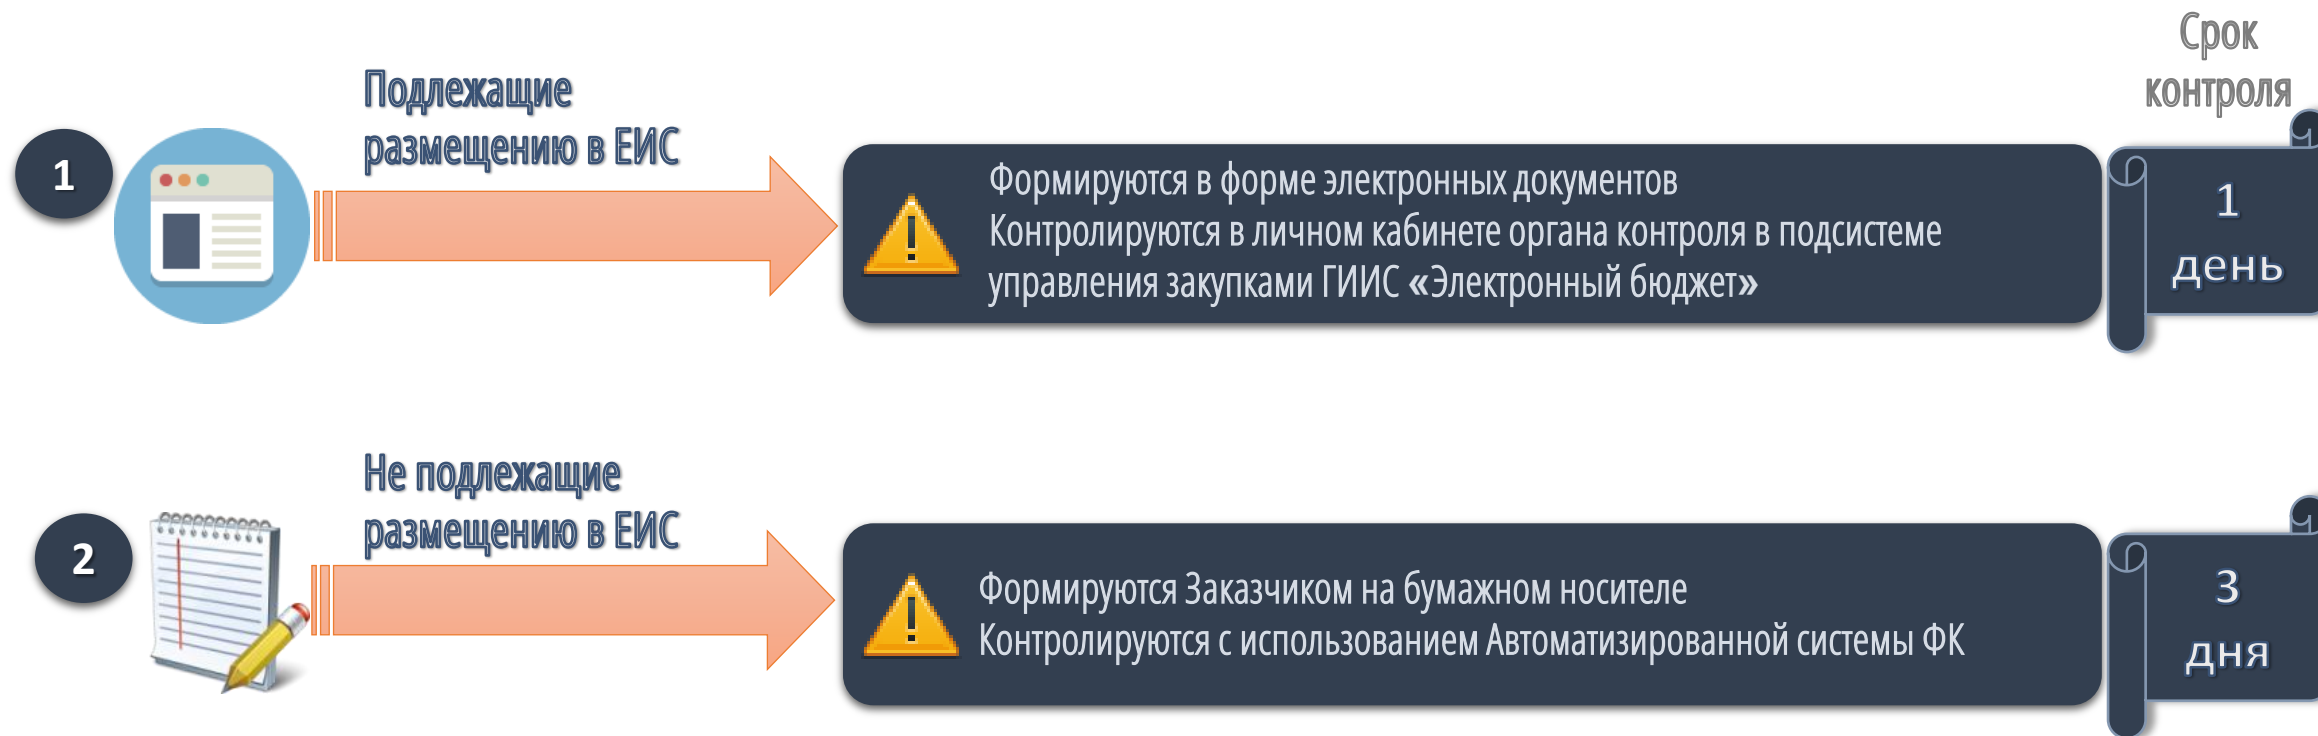 Срок
контроля
1
Подлежащие
размещению в ЕИС
Формируются в форме электронных документов
Контролируются в личном кабинете органа контроля в подсистеме
управления закупками ГИИС «Электронный бюджет»
1
день
2
Не подлежащие
размещению в ЕИС
Формируются Заказчиком на бумажном носителе
Контролируются с использованием Автоматизированной системы ФК
3
дня